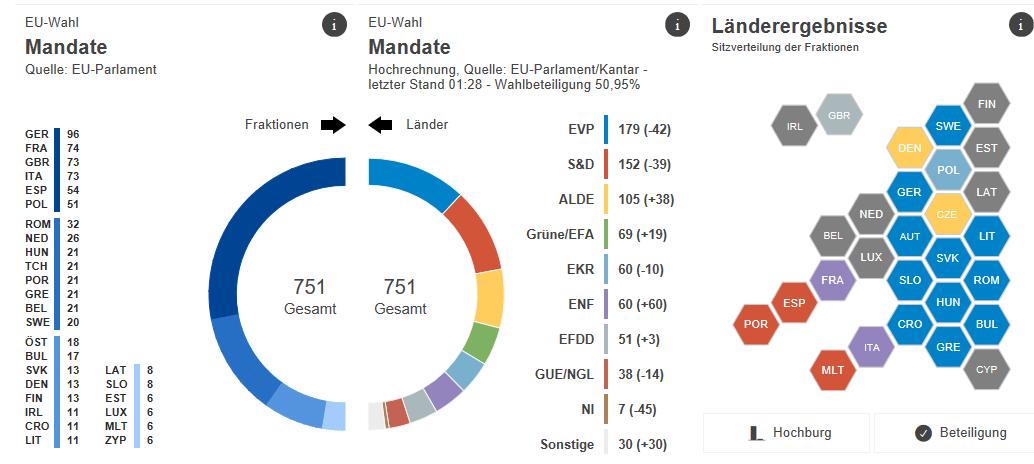 EU-Wahl
i
Mandate
Quelle: EU-Parlament
GER 96
FRA 74
GBR 73
ITA 73
ESP 54
POL 51
ROM 32
NED 26
HUN 21
TCH 21
POR 21
GRE 21
BEL 21
SWE 20
ÖST 18
BUL 17
SVK 13
DEN 13
FIN 13
IRL 11
CRO 11
LIT 11
LAT 8
SLO 8
EST 6
LUX 6
MLT 6
ZYP 6
Fraktionen
751
Gesamt
EU-Wahl
i
Mandate
Hochrechnung, Quelle: EU-Parlament/Kantar -
letzter Stand 01:28 - Wahlbeteiligung 50,95%
Länder
751
Gesamt
EVP 179 (-42)
S&D 152 (-39)
ALDE 105 (+38)
Grüne/EFA 69 (+19)
EKR 60 (-10)
ENF 60 (+60)
EFDD 51 (+3)
GUE/NGL 38 (-14)
NI 7 (-45)
Sonstige 30 (+30)
Länderergebnisse
i
Sitzverteilung der Fraktionen
FIN
GBR
IRL
SWE
DEN
EST
POL
GER
LAT
NED
CZE
BEL
AUT
LIT
LUX
SVK
FRA
SLO
ROM
ESP
HUN
POR
CRO
BUL
ITA
GRE
MLT
CYP
Hochburg
Beteiligung